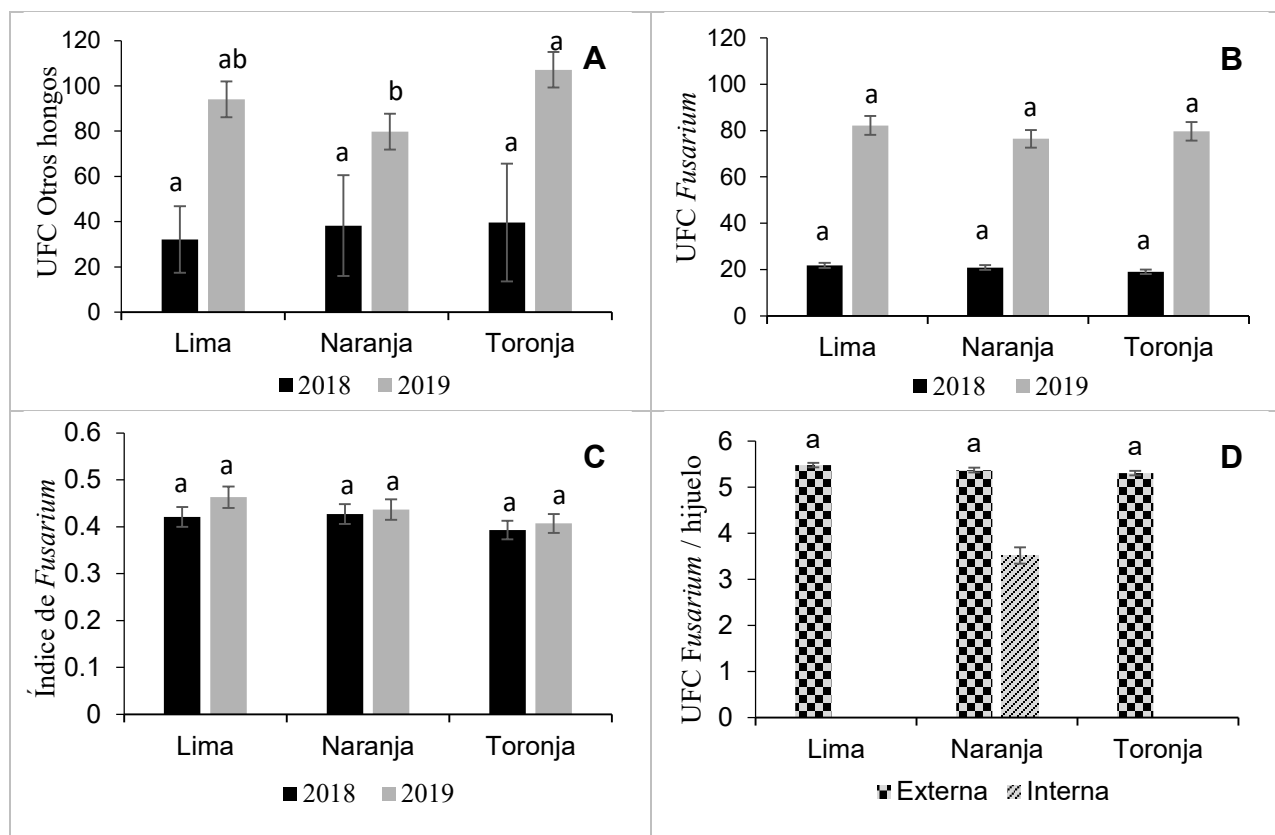 A
UFC Otros hongos
120
100
80
60
40
20
0
a
ab
a
b
a
a
Lima Naranja Toronja
2018 2019
B
UFC Fusarium
120
100
80
60
40
20
0
a
a
a
a
a
a
Lima Naranja Toronja
2018 2019
C
Índice de Fusarium
0.6
0.5
0.4
0.3
0.2
0.1
0
a
a
a
a
a
a
Lima Naranja Toronja
2018 2019
D
UFC Fusarium / hijuelo
6
5
4
3
2
1
0
a
a
a
Lima Naranja Toronja
Externa Interna